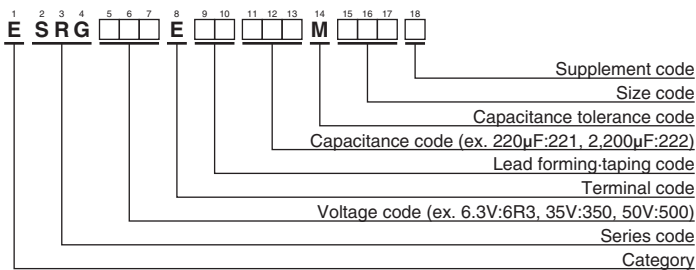 1 2 3 4 5 6 7 8 9 10 11 12 13 14 15 16 17 18
E SRG □□□ E □□ □□□ M □□□ □
Supplement code
Size code
Capacitance tolerance code
Capacitance code (ex. 220µF:221, 2,200µF:222)
Lead forming·taping code
Terminal code
Voltage code (ex. 6.3V:6R3, 35V:350, 50V:500)
Series code
Category